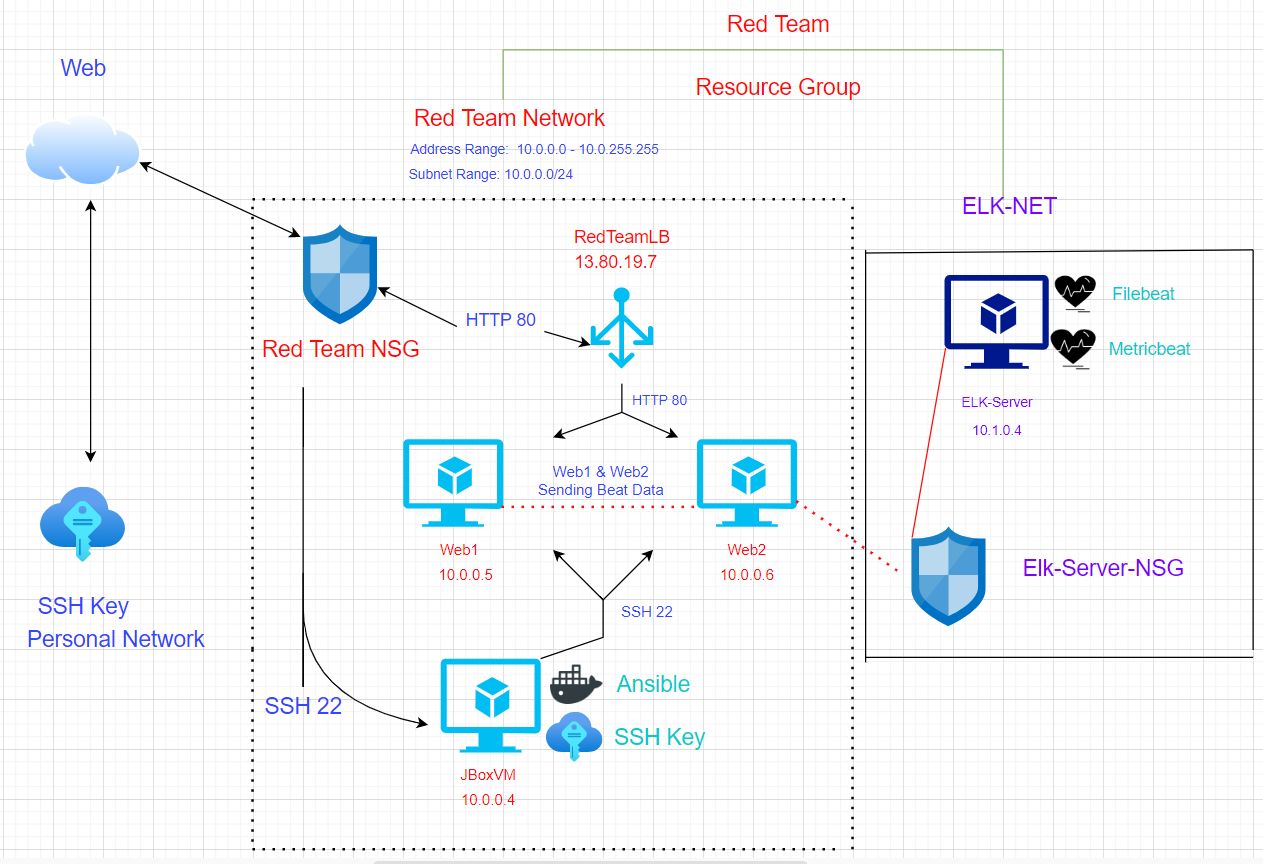 Red Team
Web
Resource Group
Red Team Network
Address Range:  10.0.0.0 - 10.0.255.255
Subnet Range: 10.0.0.0/24
ELK-NET
RedTeamLB
13.80.19.7
Filebeat
HTTP 80
Red Team NSG
Metricbeat
HTTP 80
ELK-Server
10.1.0.4
Web1 & Web2
Sending Beat Data
Web1
10.0.0.5
Web2
10.0.0.6
Elk-Server-NSG
SSH Key
Personal Network
SSH 22
SSH 22
Ansible
SSH Key
JBoxVM
10.0.0.4